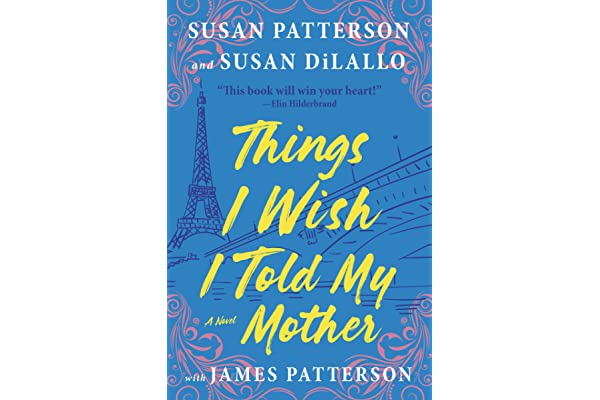 SUSAN PATTERSON
and SUSAN DiLALLO
“This book will win your heart!”
—Elin Hilderbrand
Things
I Wish
I Told My
A Novel Mother
with JAMES PATTERSON